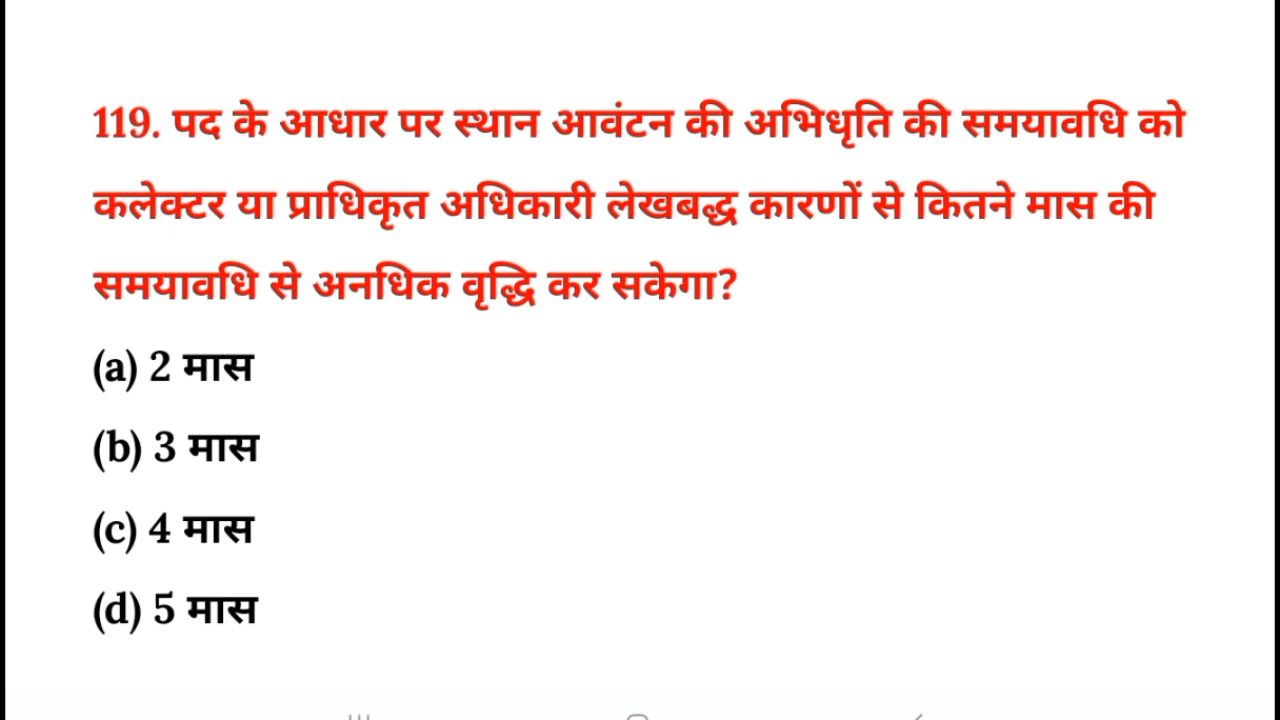 119. पद के आधार पर स्थान आवंटन की अभिधृति की समयावधि को
कलेक्टर या प्राधिकृत अधिकारी लेखबद्ध कारणों से कितने मास की
समयावधि से अनधिक वृद्धि कर सकेगा?
(a) 2 मास
(b) 3 मास
(c) 4 मास
(d) 5 मास